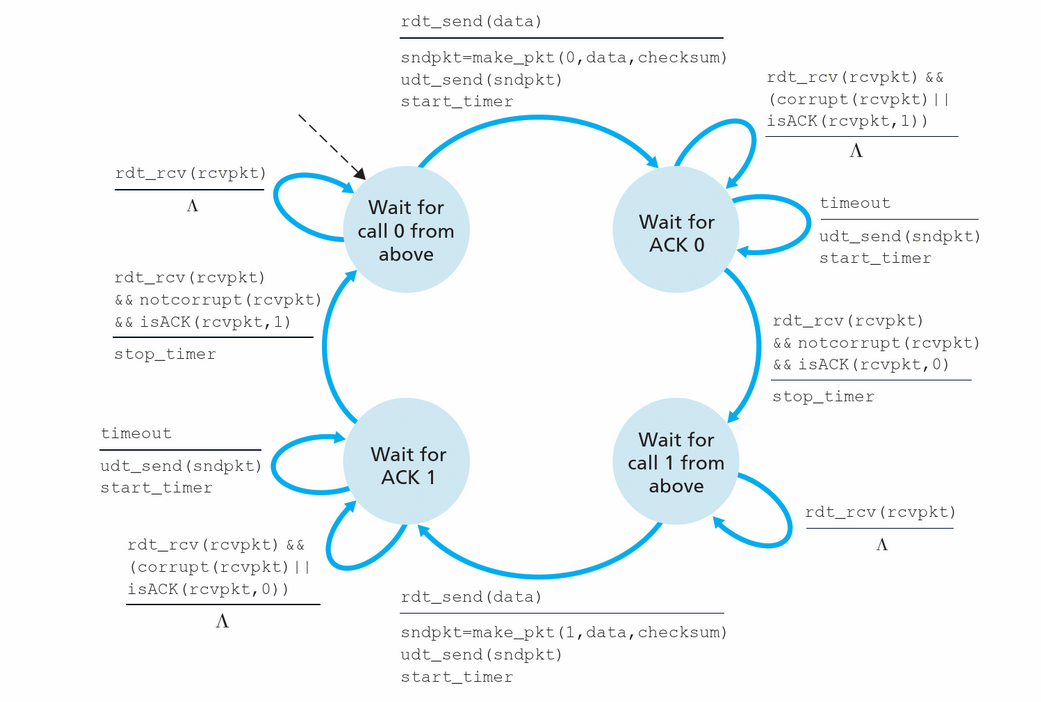 rdt_send(data)
sndpkt=make_pkt(0,data,checksum)
udt_send(sndpkt)
start_timer
rdt_rcv(rcvpkt) &&
(corrupt(rcvpkt)||
isACK(rcvpkt,1))
Λ
rdt_rcv(rcvpkt)
Λ
Wait for
call 0 from
above
Wait for
ACK 0
timeout
udt_send(sndpkt)
start_timer
rdt_rcv(rcvpkt)
&& notcorrupt(rcvpkt)
&& isACK(rcvpkt,1)
stop_timer
rdt_rcv(rcvpkt)
&& notcorrupt(rcvpkt)
&& isACK(rcvpkt,0)
stop_timer
timeout
udt_send(sndpkt)
start_timer
Wait for
ACK 1
Wait for
call 1 from
above
rdt_rcv(rcvpkt)
Λ
rdt_rcv(rcvpkt) &&
(corrupt(rcvpkt)||
isACK(rcvpkt,0))
Λ
rdt_send(data)
sndpkt=make_pkt(1,data,checksum)
udt_send(sndpkt)
start_timer